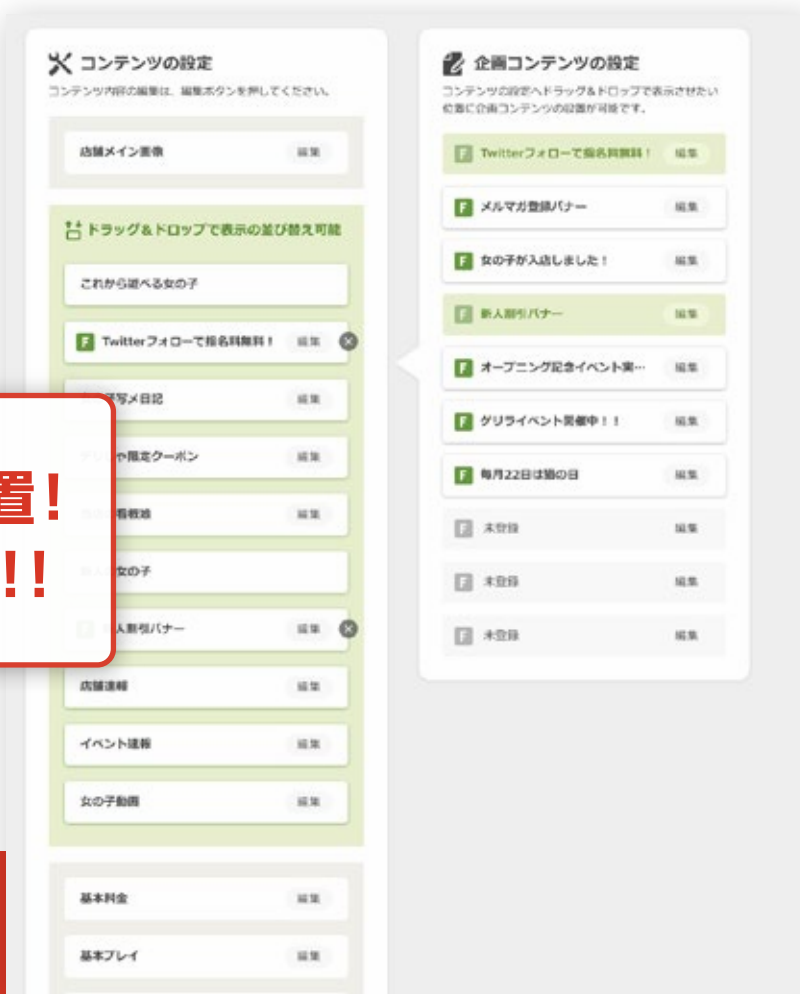 コンテンツの設定
コンテンツ内容の編集は、編集ボタンを押してください。
店舗メイン画像 編集
ドラッグ&ドロップで表示の並び替え可能
これから遊べる女の子
F Twitterフォローで指名料無料! 編集
写メ日記 編集
や限定クーポン 編集
編集
女の子
人割引バナー 編集
店舗速報 編集
イベント速報 編集
女の子動画 編集
基本料金 編集
基本プレイ 編集
置!
!!
企画コンテンツの設定
コンテンツの設定へドラッグ&ドロップで表示させたい
位置に企画コンテンツの設置が可能です。
F Twitterフォローで指名料無料! 編集
F メルマガ登録バナー 編集
F 女の子が入店しました! 編集
F 新人割引バナー 編集
F オープニング記念イベント実… 編集
F ゲリライベント開催中!! 編集
F 毎月22日は猫の日 編集
F 未登録 編集
F 未登録 編集
F 未登録 編集